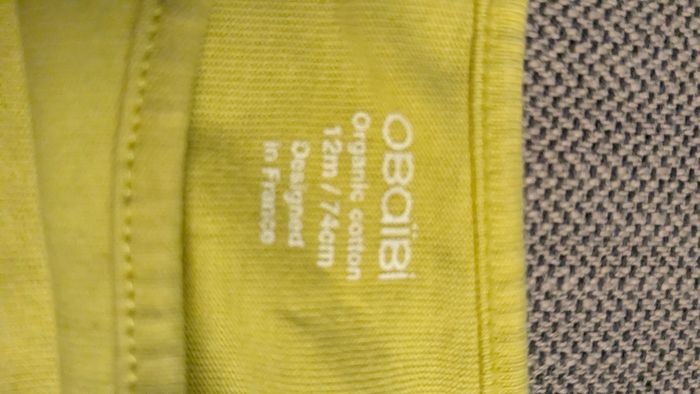 OBAÏBI
Organic cotton
12m / 74cm
Designed
in France